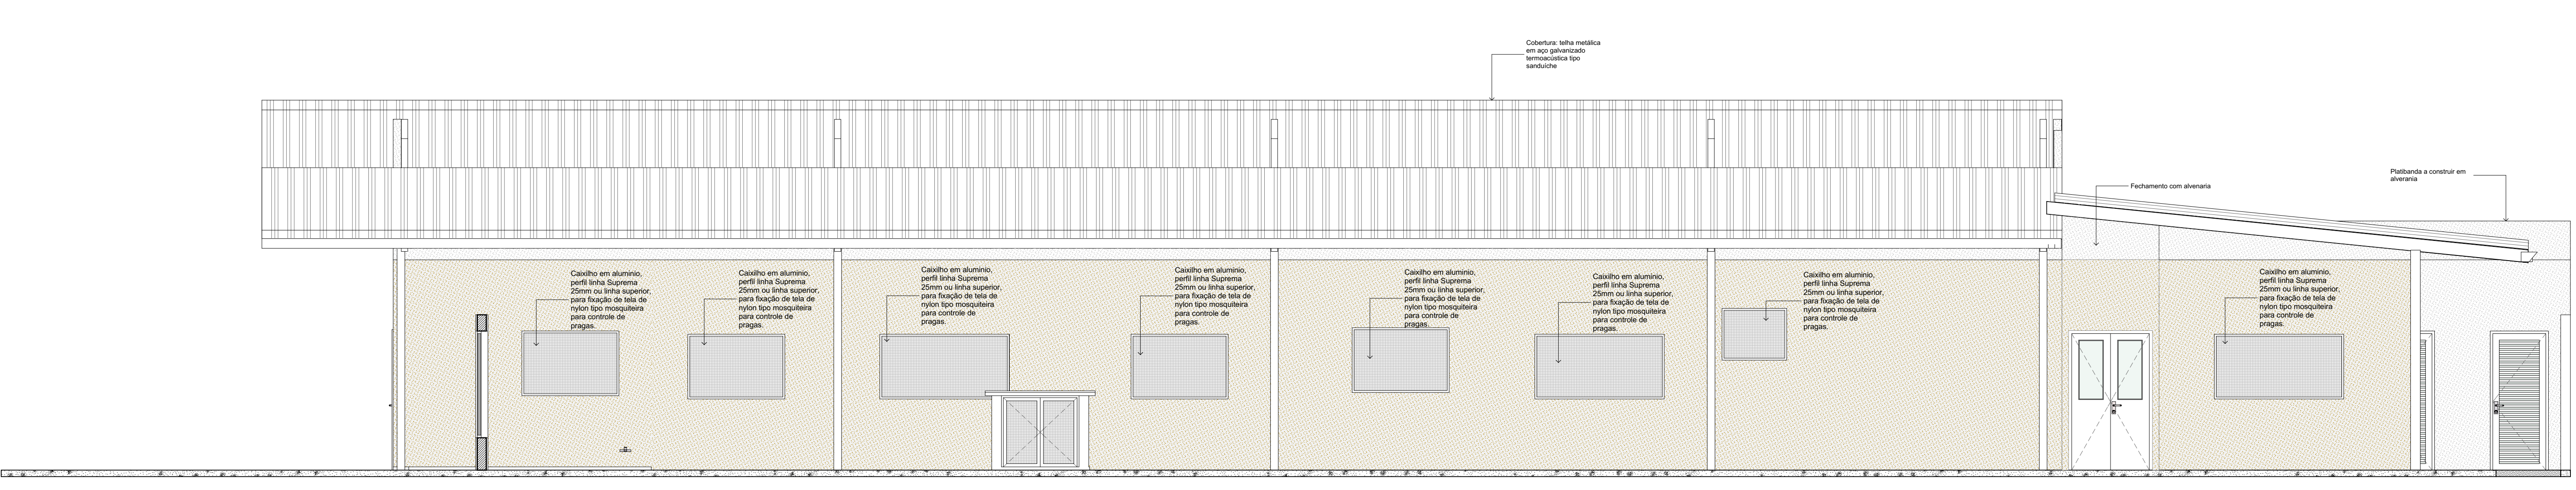 Cobertura: telha metálica
em aço galvanizado
termoacústica tipo
sanduíche
Platibanda a construir em
alverania
Fechamento com alvenaria
Caixilho em aluminio,
perfil linha Suprema
25mm ou linha superior,
para fixação de tela de
nylon tipo mosquiteira
para controle de
pragas.
Caixilho em aluminio,
perfil linha Suprema
25mm ou linha superior,
para fixação de tela de
nylon tipo mosquiteira
para controle de
pragas.
Caixilho em aluminio,
perfil linha Suprema
25mm ou linha superior,
para fixação de tela de
nylon tipo mosquiteira
para controle de
pragas.
Caixilho em aluminio,
perfil linha Suprema
25mm ou linha superior,
para fixação de tela de
nylon tipo mosquiteira
para controle de
pragas.
Caixilho em aluminio,
perfil linha Suprema
25mm ou linha superior,
para fixação de tela de
nylon tipo mosquiteira
para controle de
pragas.
Caixilho em aluminio,
perfil linha Suprema
25mm ou linha superior,
para fixação de tela de
nylon tipo mosquiteira
para controle de
pragas.
Caixilho em aluminio,
perfil linha Suprema
25mm ou linha superior,
para fixação de tela de
nylon tipo mosquiteira
para controle de
pragas.
Caixilho em aluminio,
perfil linha Suprema
25mm ou linha superior,
para fixação de tela de
nylon tipo mosquiteira
para controle de
pragas.